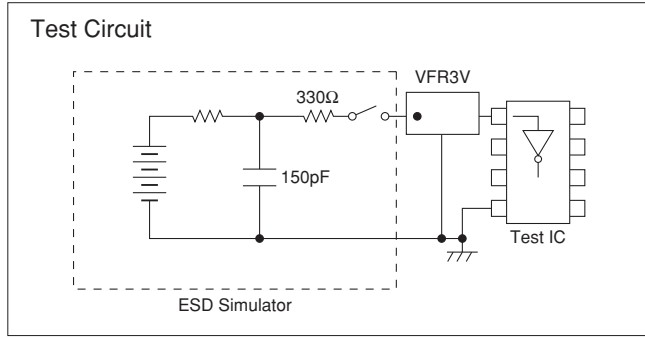 Test Circuit
VFR3V
330Ω
150pF
Test IC
ESD Simulator